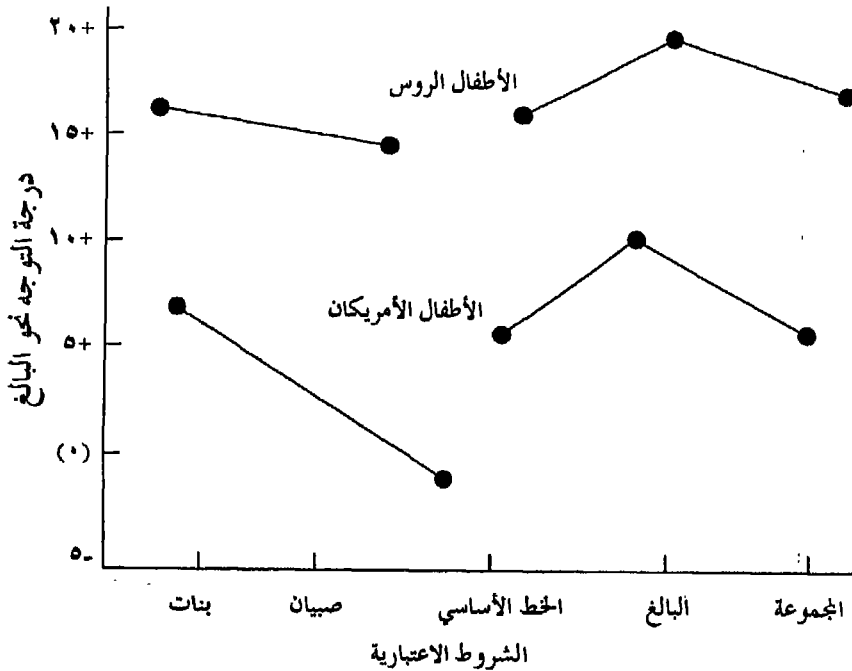 ٢٠+
الأطفال الروس
١٥+
درجة التوجه نحو البالغ
١٠+
الأطفال الأمريكان
٥+
(٠)
٥-
بنات
صبيان
الخط الأساسي
البالغ
المجموعة
الشروط الاعتبارية